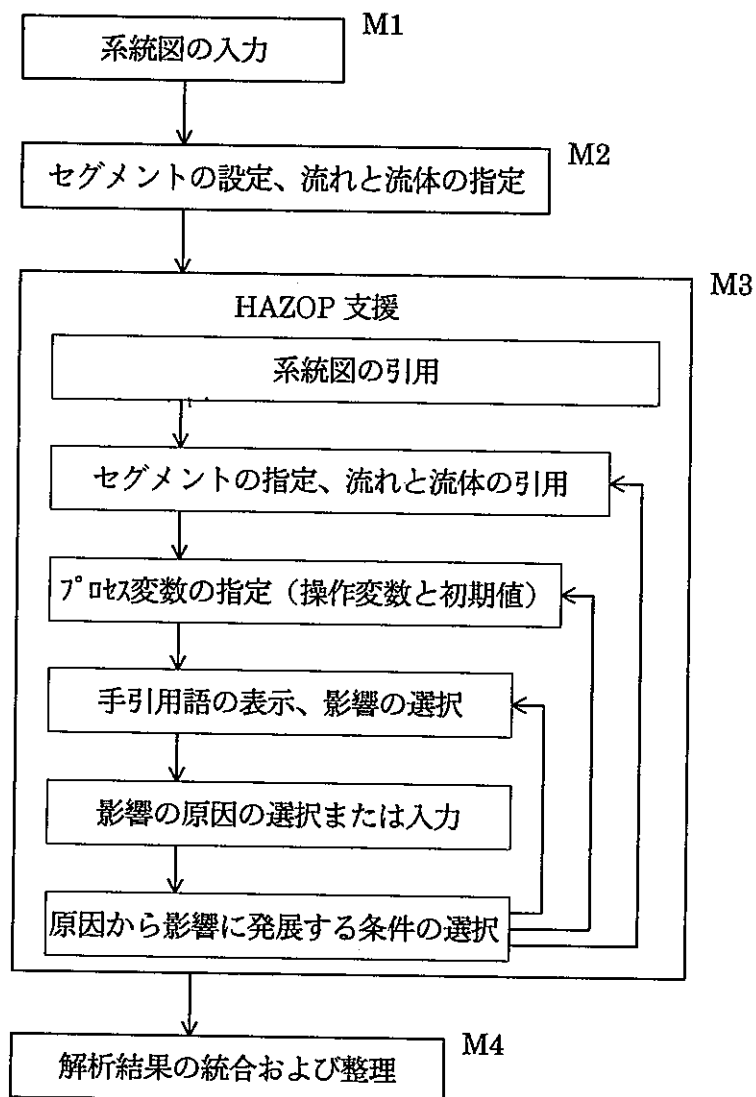 M1
系統図の入力
M2
セグメントの設定、流れと流体の指定
M3
HAZOP 支援
系統図の引用
セグメントの指定、流れと流体の引用
ﾌﾟﾛｾｽ変数の指定（操作変数と初期値）
手引用語の表示、影響の選択
影響の原因の選択または入力
原因から影響に発展する条件の選択
M4
解析結果の統合および整理